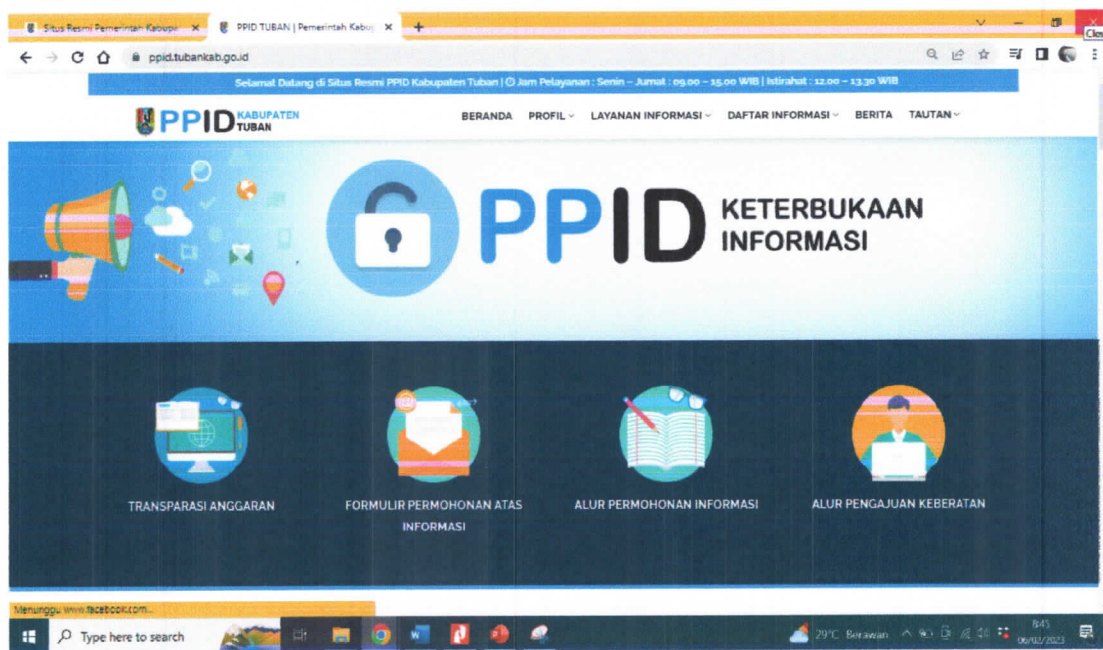 Situs Resmi Pemerintah Kabupa
PPID TUBAN | Pemerintah Kabup
Clos
ppid.tubankab.go.id
Selamat Datang di Situs Resmi PPID Kabupaten Tuban | Jam Pelayanan : Senin – Jumat : 09.00 – 15.00 WIB | Istirahat : 12.00 – 13.30 WIB
PPID KABUPATEN TUBAN
BERANDA PROFIL LAYANAN INFORMASI DAFTAR INFORMASI BERITA TAUTAN
PPID KETERBUKAAN
INFORMASI
TRANSPARASI ANGGARAN
FORMULIR PERMOHONAN ATAS
INFORMASI
ALUR PERMOHONAN INFORMASI
ALUR PENGAJUAN KEBERATAN
Menunggu www.facebook.com...
Type here to search
29°C Berawan
8:45
06/02/2023